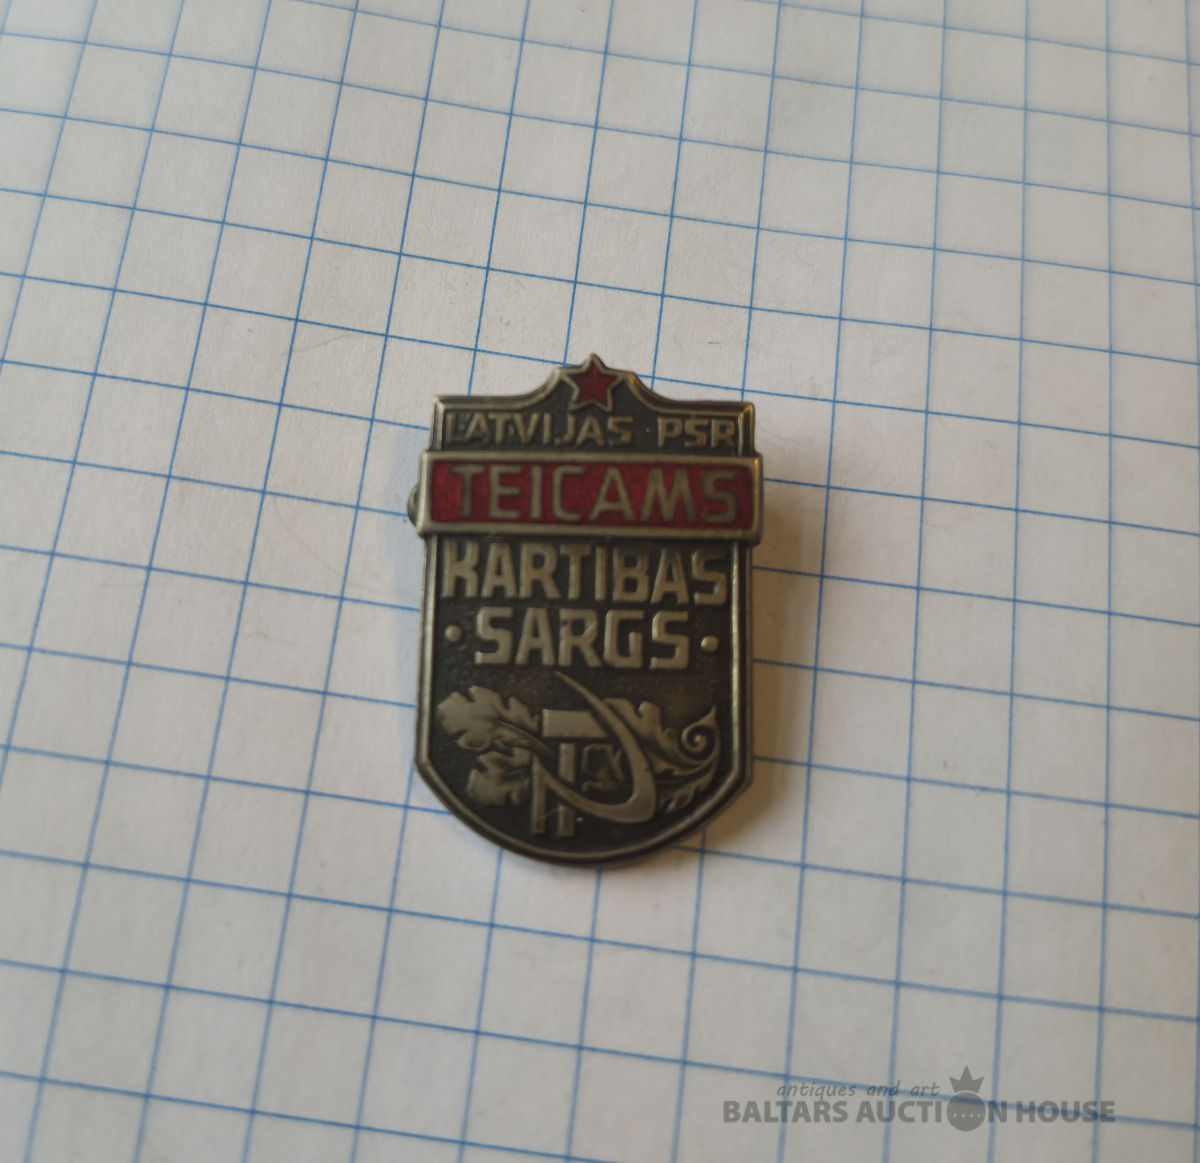 LATVIJAS PSR
TEICAMS
KARTIBAS
· SARGS ·
antiques and art
BALTARS AUCTION HOUSE